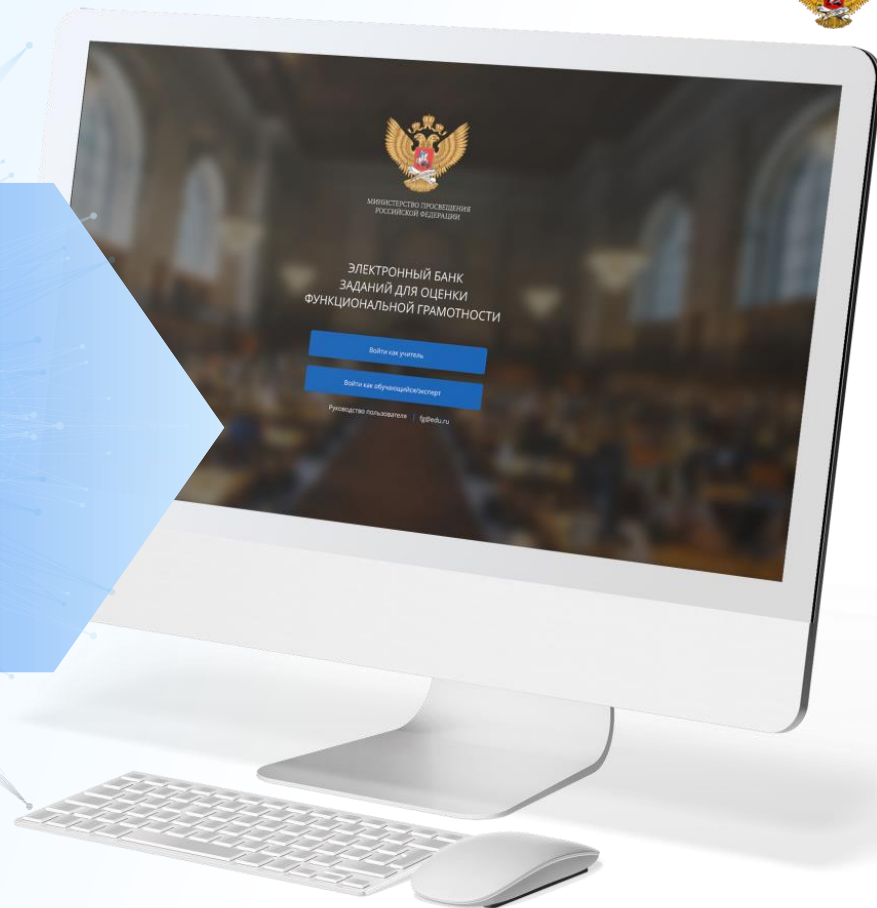 МИНИСТЕРСТВО ПРОСВЕЩЕНИЯ
РОССИЙСКОЙ ФЕДЕРАЦИИ
ЭЛЕКТРОННЫЙ БАНК
ЗАДАНИЙ ДЛЯ ОЦЕНКИ
ФУНКЦИОНАЛЬНОЙ ГРАМОТНОСТИ
Войти как учитель
Войти как обучающийся/эксперт
Руководство пользователя | fg@edu.ru